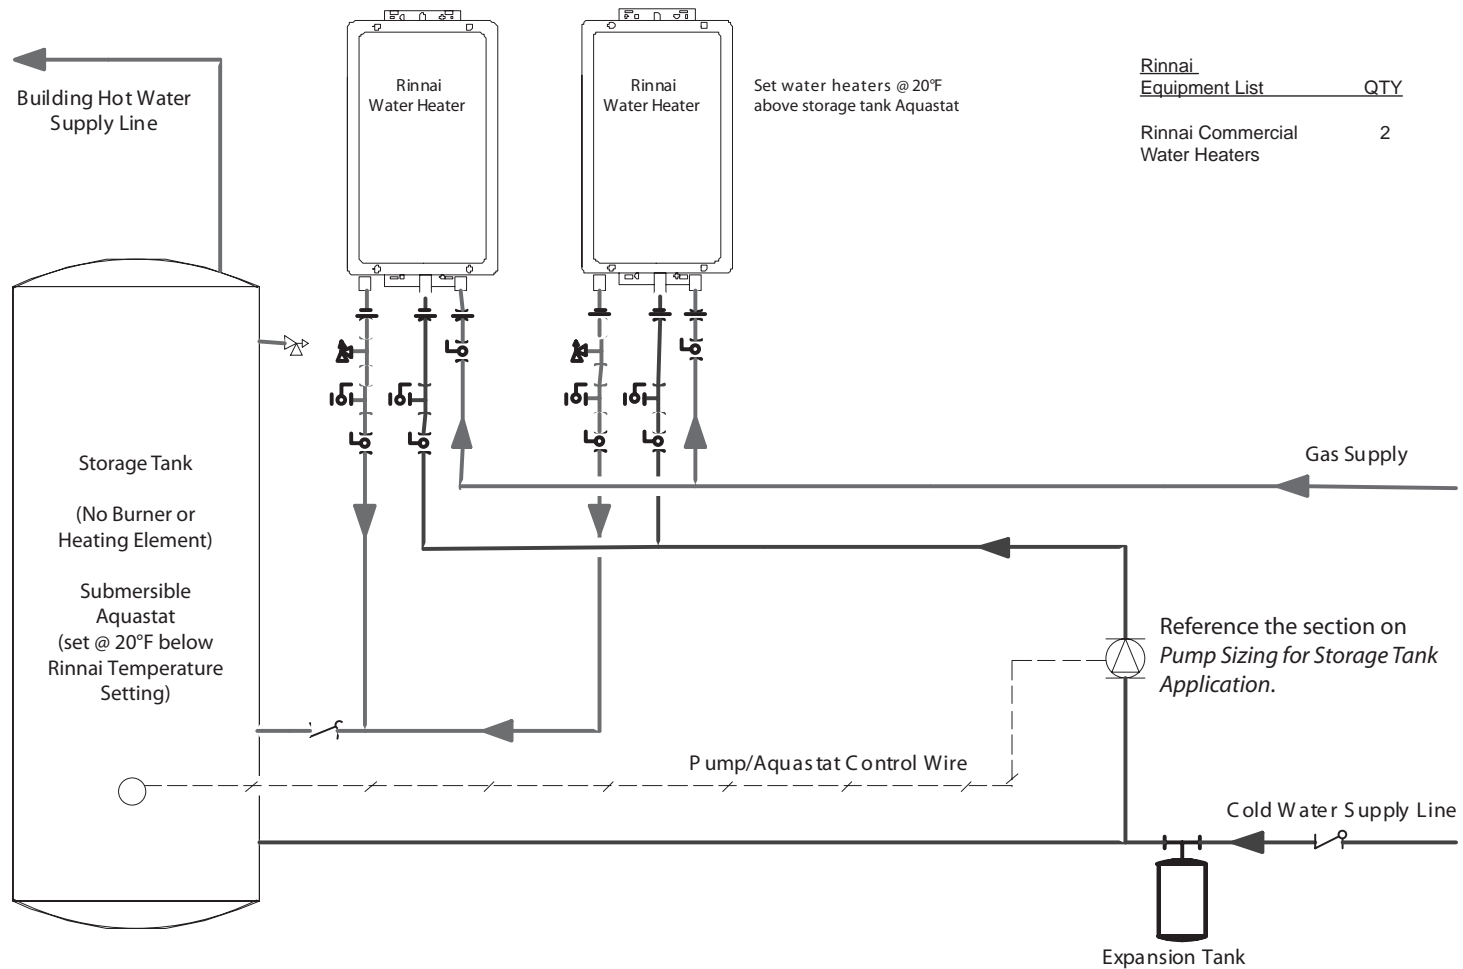 Building Hot Water
Supply Line
Rinnai
Water Heater
Rinnai
Water Heater
Set water heaters @ 20°F
above storage tank Aquastat
Rinnai
Equipment List QTY
Rinnai Commercial 2
Water Heaters
Storage Tank
(No Burner or
Heating Element)
Submersible
Aquastat
(set @ 20°F below
Rinnai Temperature
Setting)
Gas Supply
Reference the section on
Pump Sizing for Storage Tank
Application.
Pump/Aquastat Control Wire
Cold Water Supply Line
Expansion Tank